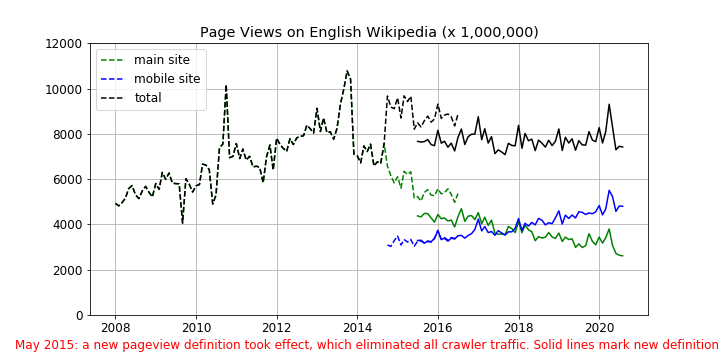 Page Views on English Wikipedia (x 1,000,000)
12000
10000
8000
6000
4000
2000
0
main site
mobile site
total
2008 2010 2012 2014 2016 2018 2020
May 2015: a new pageview definition took effect, which eliminated all crawler traffic. Solid lines mark new definition